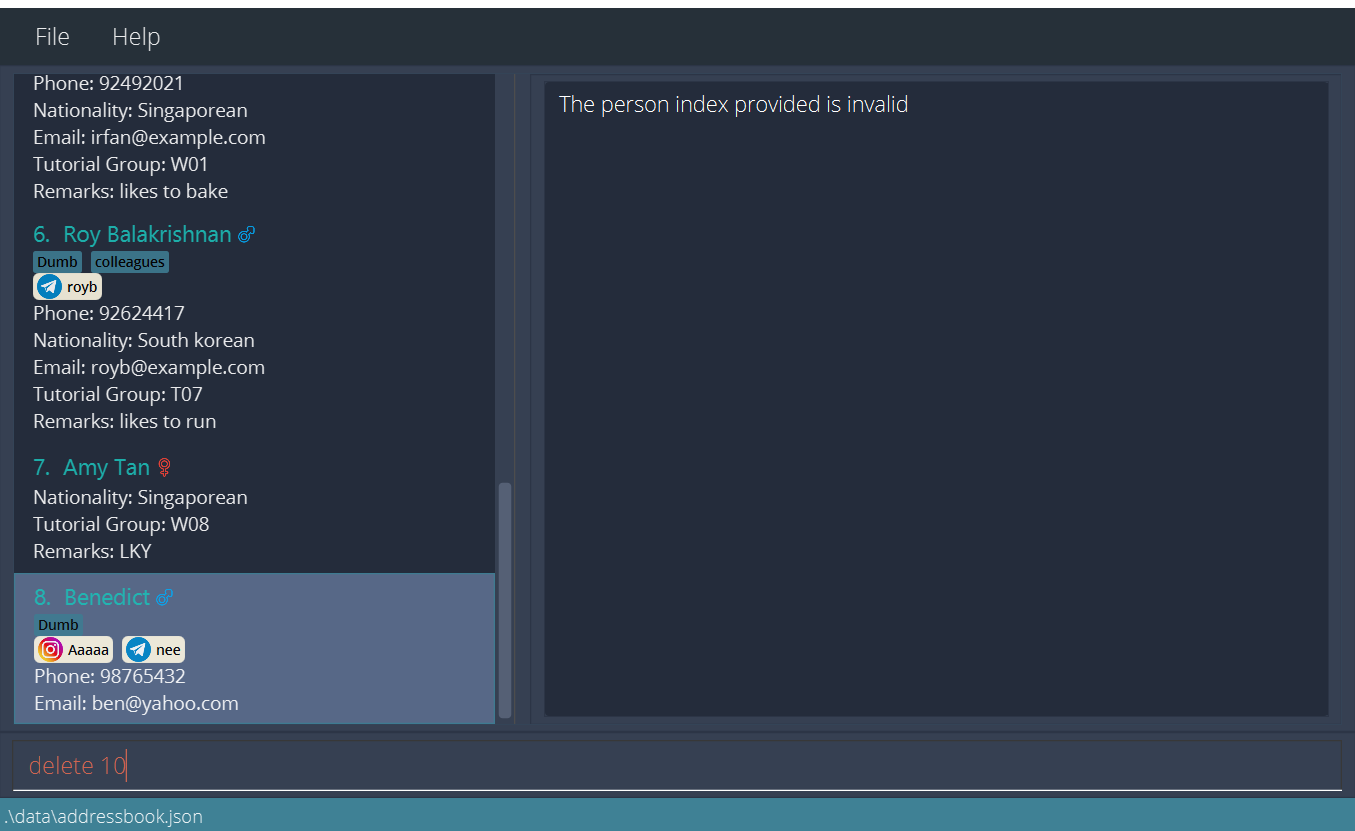 File Help
Phone: 92492021
Nationality: Singaporean
Email: irfan@example.com
Tutorial Group: W01
Remarks: likes to bake
6. Roy Balakrishnan
Dumb colleagues
royb
Phone: 92624417
Nationality: South korean
Email: royb@example.com
Tutorial Group: T07
Remarks: likes to run
7. Amy Tan
Nationality: Singaporean
Tutorial Group: W08
Remarks: LKY
8. Benedict
Dumb
Aaaaa nee
Phone: 98765432
Email: ben@yahoo.com
The person index provided is invalid
delete 10
.\data\addressbook.json